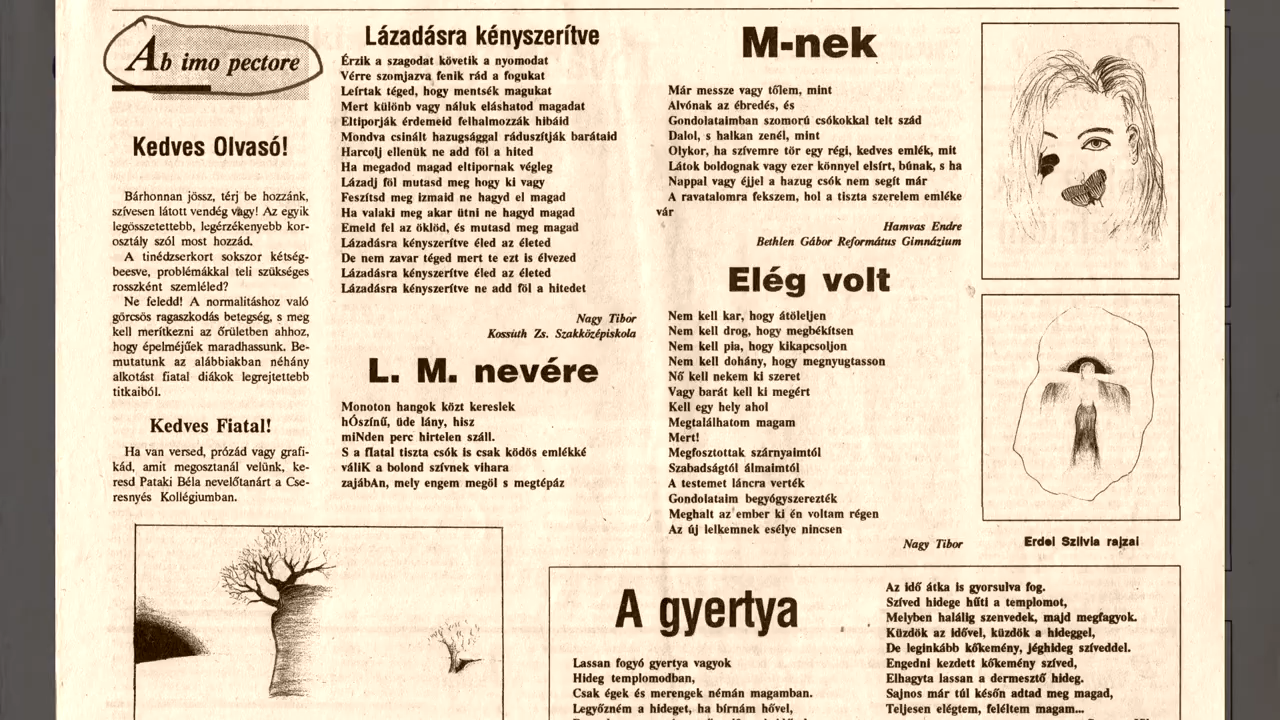 Ab imo pectore
Kedves Olvasó!
Bárhonnan jössz, térj be hozzánk,
szívesen látott vendég vagy! Az egyik
legösszetettebb, legérzékenyebb kor-
osztály szól most hozzád.
A tinédzserkort sokszor kétség-
beesve, problémákkal teli szükséges
rosszként szemléled?
Ne feledd! A normalitáshoz való
görcsös ragaszkodás betegség, s meg
kell merítkezni az őrületben ahhoz,
hogy épelméjűek maradhassunk. Be-
mutatunk az alábbiakban néhány
alkotást fiatal diákok legrejtettebb
titkaiból.
Kedves Fiatal!
Ha van versed, prózád vagy grafi-
kád, amit megosztanál velünk, ke-
resd Pataki Béla nevelőtanárt a Cse-
resnyés Kollégiumban.
Lázadásra kényszerítve
Érzik a szagodat követik a nyomodat
Vérre szomjazva fenik rád a fogukat
Leírtak téged, hogy mentsék magukat
Mert különb vagy náluk eláshatod magadat
Eltiporják érdemeid felhalmozzák hibáid
Mondva csinált hazugsággal ráduszítják barátaid
Harcolj ellenük ne add föl a hited
Ha megadod magad eltipornak végleg
Lázadj föl mutasd meg hogy ki vagy
Feszítsd meg izmaid ne hagyd el magad
Ha valaki meg akar ütni ne hagyd magad
Emeld fel az öklöd, és mutasd meg magad
Lázadásra kényszerítve éled az életed
De nem zavar téged mert te ezt is élvezed
Lázadásra kényszerítve éled az életed
Lázadásra kényszerítve ne add föl a hitedet
Nagy Tibor
Kossuth Zs. Szakközépiskola
L. M. nevére
Monoton hangok közt kereslek
hÓszínű, üde lány, hisz
miNden perc hirtelen száll.
S a fiatal tiszta csók is csak ködös emlékké
váliK a bolond szívnek vihara
zajábAn, mely engem megöl s megtépáz
M-nek
Már messze vagy tőlem, mint
Alvónak az ébredés, és
Gondolataimban szomorú csókokkal telt szád
Dalol, s halkan zenél, mint
Olykor, ha szívemre tör egy régi, kedves emlék, mit
Látok boldognak vagy ezer könnyel elsírt, búnak, s ha
Nappal vagy éjjel a hazug csók nem segít már
A ravatalomra fekszem, hol a tiszta szerelem emléke
vár
Hamvas Endre
Bethlen Gábor Református Gimnázium
Elég volt
Nem kell kar, hogy átöleljen
Nem kell drog, hogy megbékítsen
Nem kell pia, hogy kikapcsoljon
Nem kell dohány, hogy megnyugtasson
Nő kell nekem ki szeret
Vagy barát kell ki megért
Kell egy hely ahol
Megtalálhatom magam
Mert!
Megfosztottak szárnyaimtól
Szabadságtól álmaimtól
A testemet láncra verték
Gondolataim begyógyszerezték
Meghalt az ember ki én voltam régen
Az új lelkemnek esélye nincsen
Nagy Tibor
Erdei Szilvia rajzai
A gyertya
Lassan fogyó gyertya vagyok
Hideg templomodban,
Csak égek és merengek némán magamban.
Legyőzném a hideget, ha bírnám hővel,
Az idő átka is gyorsulva fog.
Szíved hidege hűti a templomot,
Melyben halálig szenvedek, majd megfagyok.
Küzdök az idővel, küzdök a hideggel,
De leginkább kőkemény, jéghideg szíveddel.
Engedni kezdett kőkemény szíved,
Elhagyta lassan a dermesztő hideg.
Sajnos már túl későn adtad meg magad,
Teljesen elégtem, feléltem magam...